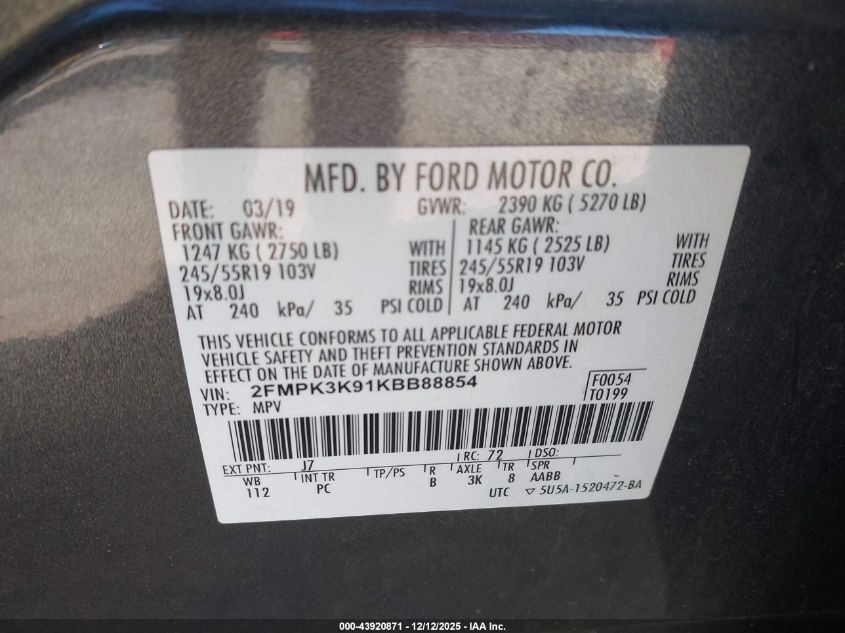 MFD. BY FORD MOTOR CO.
DATE: 03/19 GVWR: 2390 KG ( 5270 LB)
FRONT GAWR: REAR GAWR:
1247 KG ( 2750 LB) WITH 1145 KG ( 2525 LB) WITH
245/55R19 103V TIRES 245/55R19 103V TIRES
19x8.0J RIMS 19x8.0J RIMS
AT 240 kPa/ 35 PSI COLD AT 240 kPa/ 35 PSI COLD
THIS VEHICLE CONFORMS TO ALL APPLICABLE FEDERAL MOTOR
VEHICLE SAFETY AND THEFT PREVENTION STANDARDS IN
EFFECT ON THE DATE OF MANUFACTURE SHOWN ABOVE.
VIN: 2FMPK3K91KBB88854 F0054
TYPE: MPV T0199
EXT PNT: J7 RC: 72 DSO:
WB INT TR TP/PS R AXLE TR SPR
112 PC B 3K 8 AABB
UTC ▽ 5U5A-1520472-BA
000-43920871 - 12/12/2025 - IAA Inc.